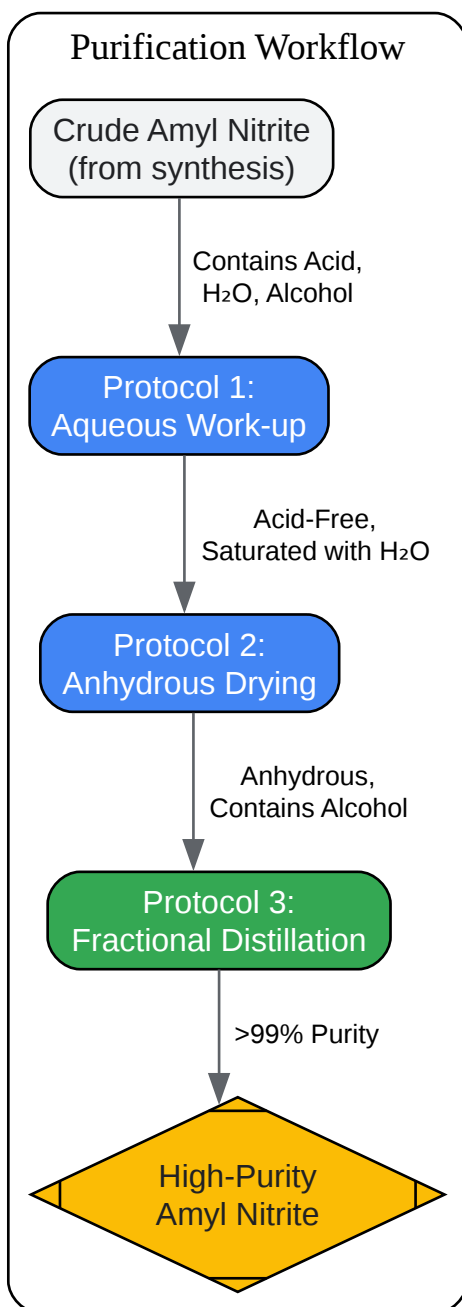 Purification Workflow
Crude Amyl Nitrite
(from synthesis)
Contains Acid,
H₂O, Alcohol
Protocol 1:
Aqueous Work-up
Acid-Free,
Saturated with H₂O
Protocol 2:
Anhydrous Drying
Anhydrous,
Contains Alcohol
Protocol 3:
Fractional Distillation
>99% Purity
High-Purity
Amyl Nitrite